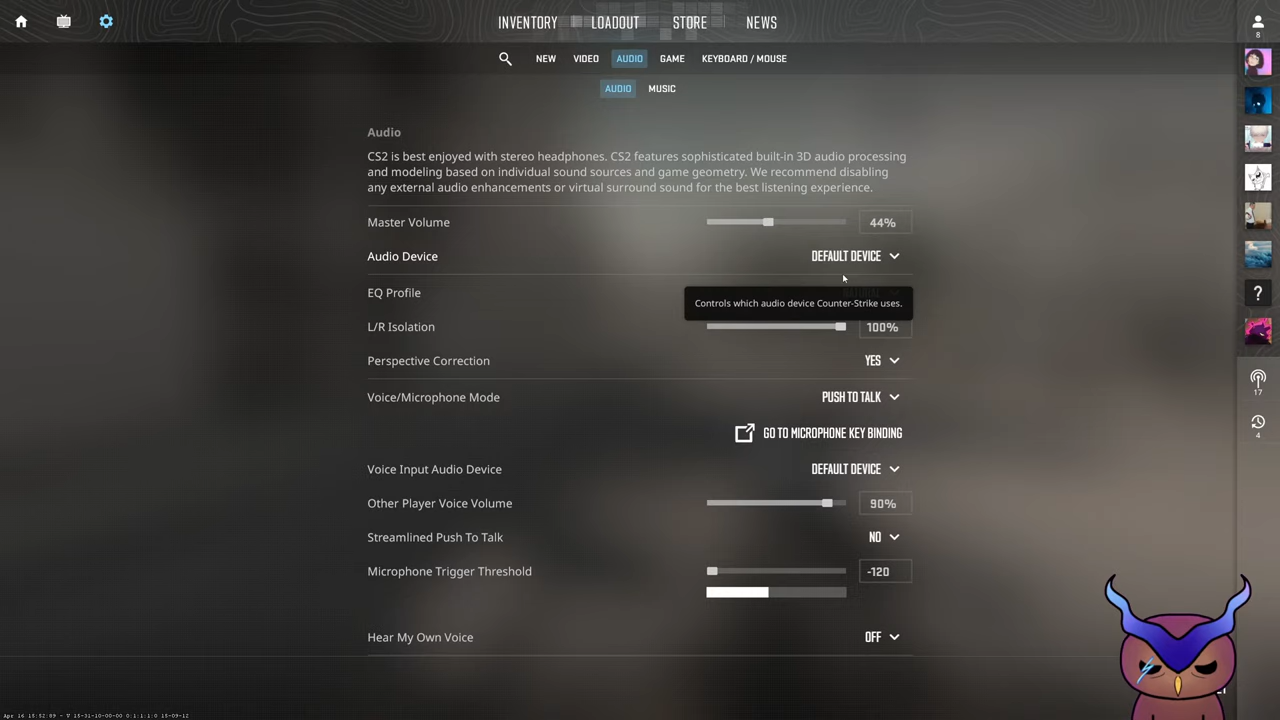 INVENTORY LOADOUT STORE NEWS
8
NEW VIDEO AUDIO GAME KEYBOARD / MOUSE
AUDIO MUSIC
Audio
CS2 is best enjoyed with stereo headphones. CS2 features sophisticated built-in 3D audio processing
and modeling based on individual sound sources and game geometry. We recommend disabling
any external audio enhancements or virtual surround sound for the best listening experience.
Master Volume 44%
Audio Device DEFAULT DEVICE
EQ Profile
Controls which audio device Counter-Strike uses.
?
L/R Isolation 100%
Perspective Correction YES
17
Voice/Microphone Mode PUSH TO TALK
4
GO TO MICROPHONE KEY BINDING
Voice Input Audio Device DEFAULT DEVICE
Other Player Voice Volume 90%
Streamlined Push To Talk NO
Microphone Trigger Threshold -120
Hear My Own Voice OFF